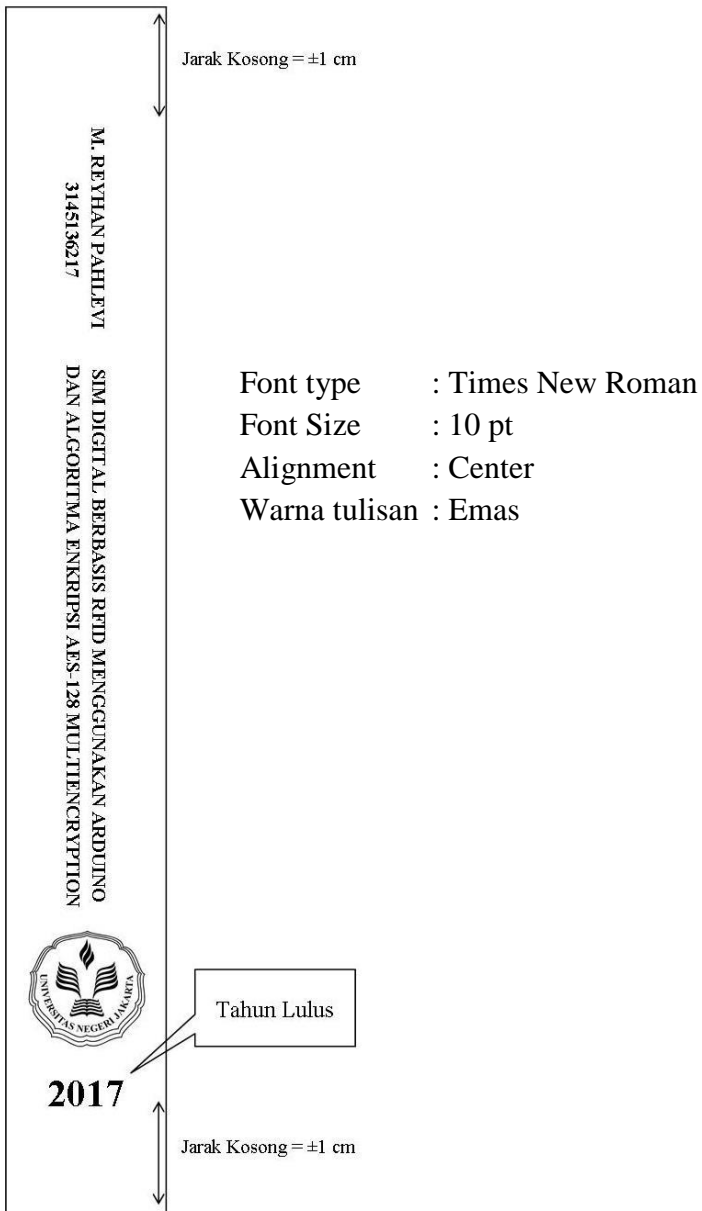 Jarak Kosong = ±1 cm
M. REYHAN PAHLEVI
3145136217
SIM DIGITAL BERBASIS RFID MENGGUNAKAN ARDUINO
DAN ALGORITMA ENKRIPSI AES-128 MULTIENCRYPTION
Font type : Times New Roman
Font Size : 10 pt
Alignment : Center
Warna tulisan : Emas
UNIVERSITAS NEGERI JAKARTA
Tahun Lulus
2017
Jarak Kosong = ±1 cm